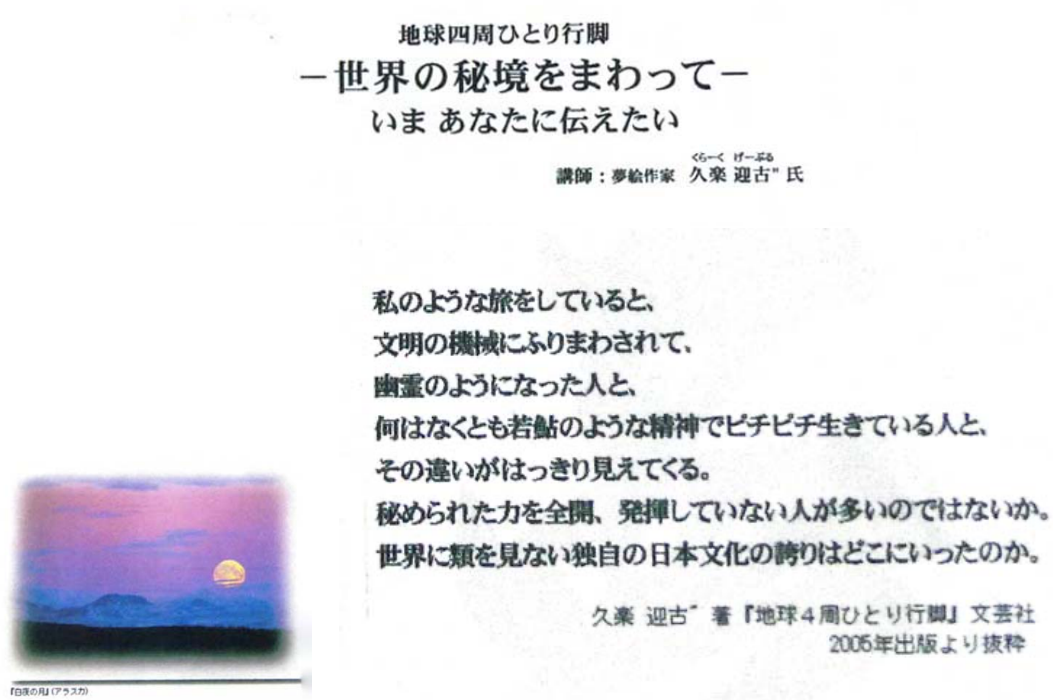 地球四周ひとり行脚
－世界の秘境をまわって－
いま あなたに伝えたい
くらーく げーぶる
講師：夢絵作家 久楽 迎古" 氏
私のような旅をしていると、
文明の機械にふりまわされて、
幽霊のようになった人と、
何はなくとも若鮎のような精神でピチピチ生きている人と、
その違いがはっきり見えてくる。
秘められた力を全開、発揮していない人が多いのではないか。
世界に類を見ない独自の日本文化の誇りはどこにいったのか。
久楽 迎古゛ 著『地球４周ひとり行脚』文芸社
2005年出版より抜粋
『白夜の月』（アラスカ）